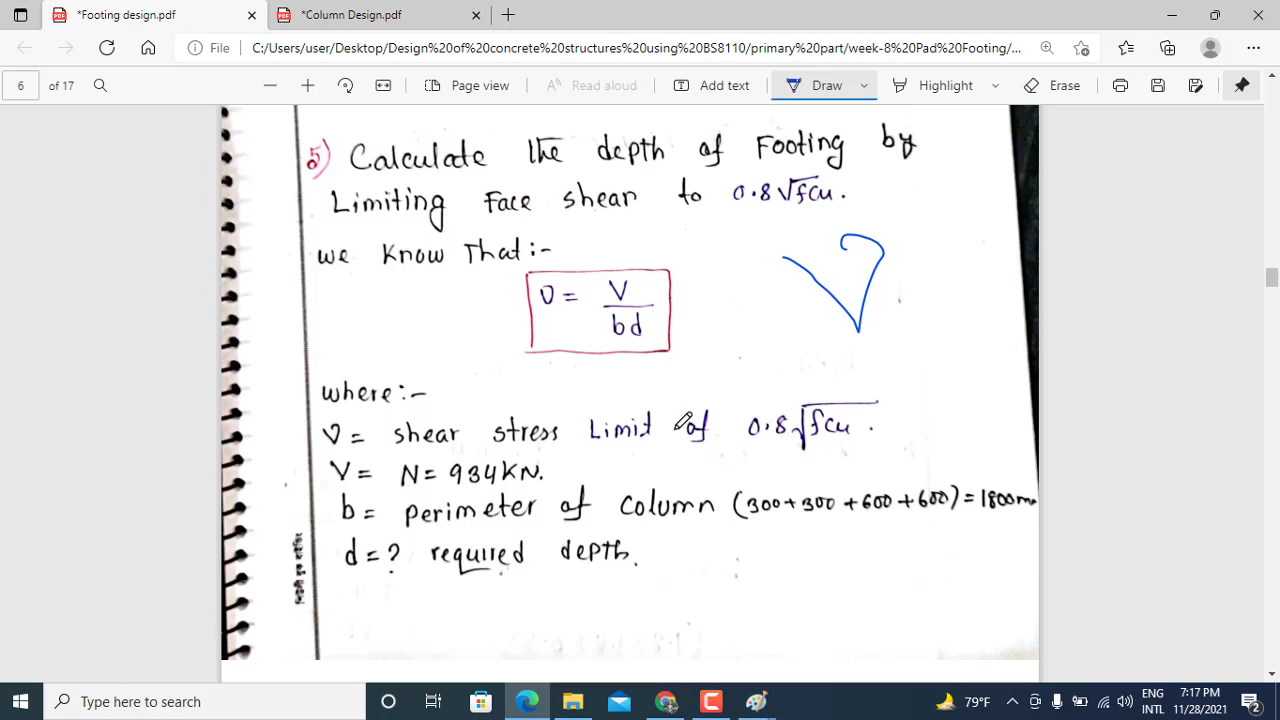 *Footing design.pdf
*Column Design.pdf
File C:/Users/user/Desktop/Design%20of%20concrete%20structures%20using%20BS8110/primary%20part/week-8%20Pad%20Footing/...
6 of 17
Page view
Read aloud
Add text
Draw
Highlight
Erase
5) Calculate the depth of Footing by
Limiting Face shear to 0.8√fcu.
we Know That:-
υ = V/bd
where:-
υ = shear stress Limit of 0.8√fcu.
V = N = 934KN.
b = perimeter of column (300+300+600+600)=1800m
d = ? required depth.
Type here to search
79°F
ENG
INTL
7:17 PM
11/28/2021
2